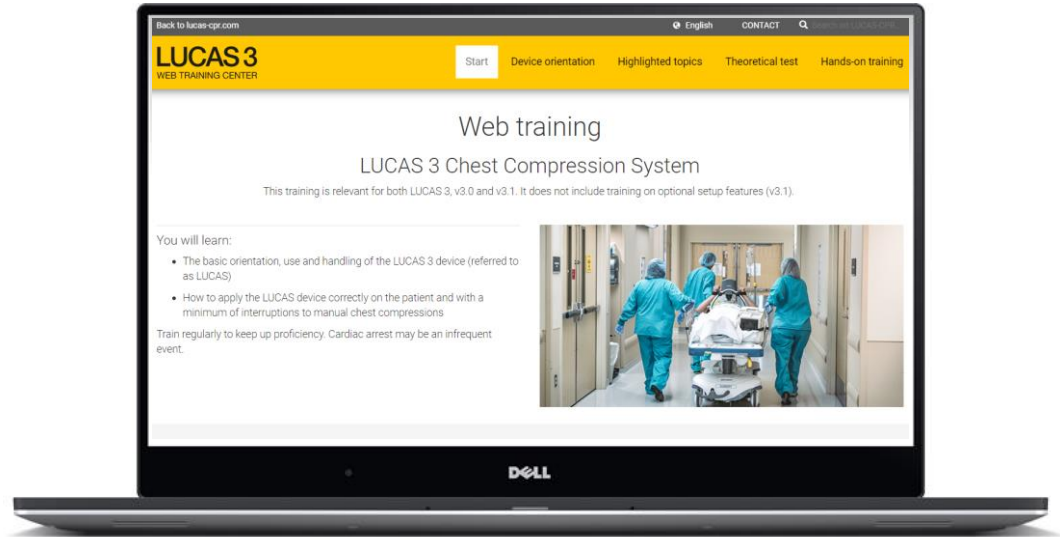 Back to lucas-cpr.com
English
CONTACT
LUCAS 3
WEB TRAINING CENTER
Start
Device orientation
Highlighted topics
Theoretical test
Hands-on training
Web training
LUCAS 3 Chest Compression System
This training is relevant for both LUCAS 3, v3.0 and v3.1. It does not include training on optional setup features (v3.1).
You will learn:
• The basic orientation, use and handling of the LUCAS 3 device (referred to
as LUCAS)
• How to apply the LUCAS device correctly on the patient and with a
minimum of interruptions to manual chest compressions
Train regularly to keep up proficiency. Cardiac arrest may be an infrequent
event.
DELL